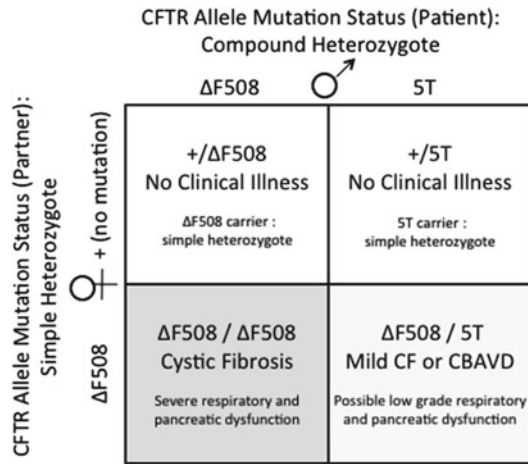 CFTR Allele Mutation Status (Patient):
Compound Heterozygote
ΔF508
5T
CFTR Allele Mutation Status (Partner):
Simple Heterozygote
+ (no mutation)
ΔF508
+/ΔF508
No Clinical Illness
ΔF508 carrier :
simple heterozygote
+/5T
No Clinical Illness
5T carrier :
simple heterozygote
ΔF508 / ΔF508
Cystic Fibrosis
Severe respiratory and
pancreatic dysfunction
ΔF508 / 5T
Mild CF or CBAVD
Possible low grade respiratory
and pancreatic dysfunction